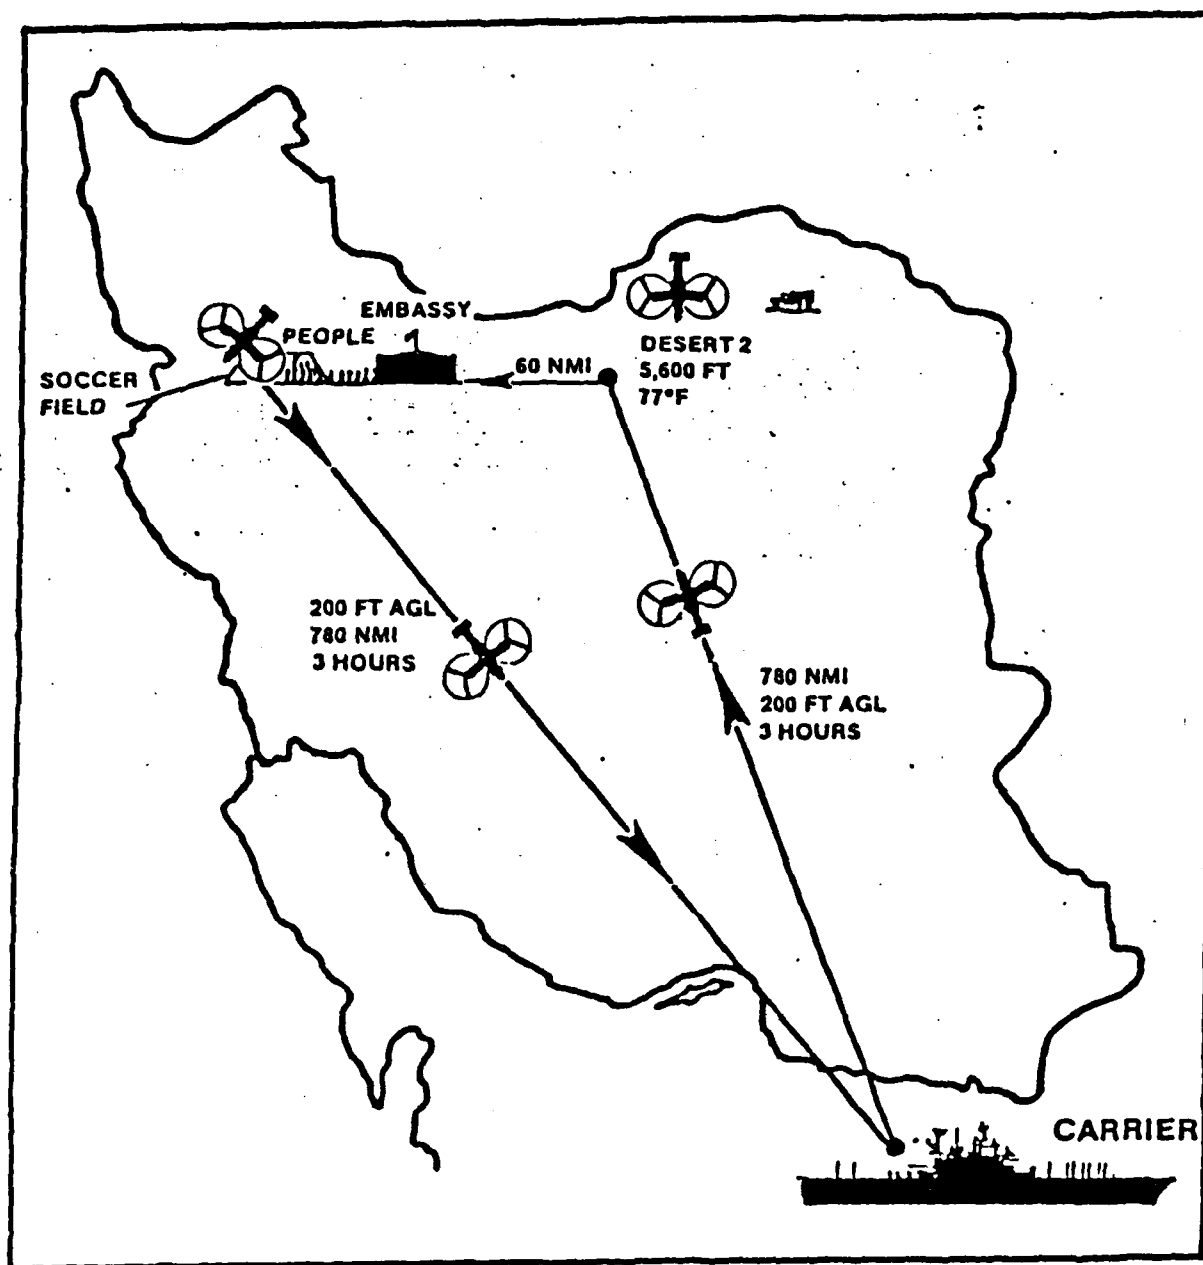 EMBASSY
PEOPLE
SOCCER
FIELD
60 NMI
DESERT 2
5,600 FT
77°F
200 FT AGL
780 NMI
3 HOURS
780 NMI
200 FT AGL
3 HOURS
CARRIER